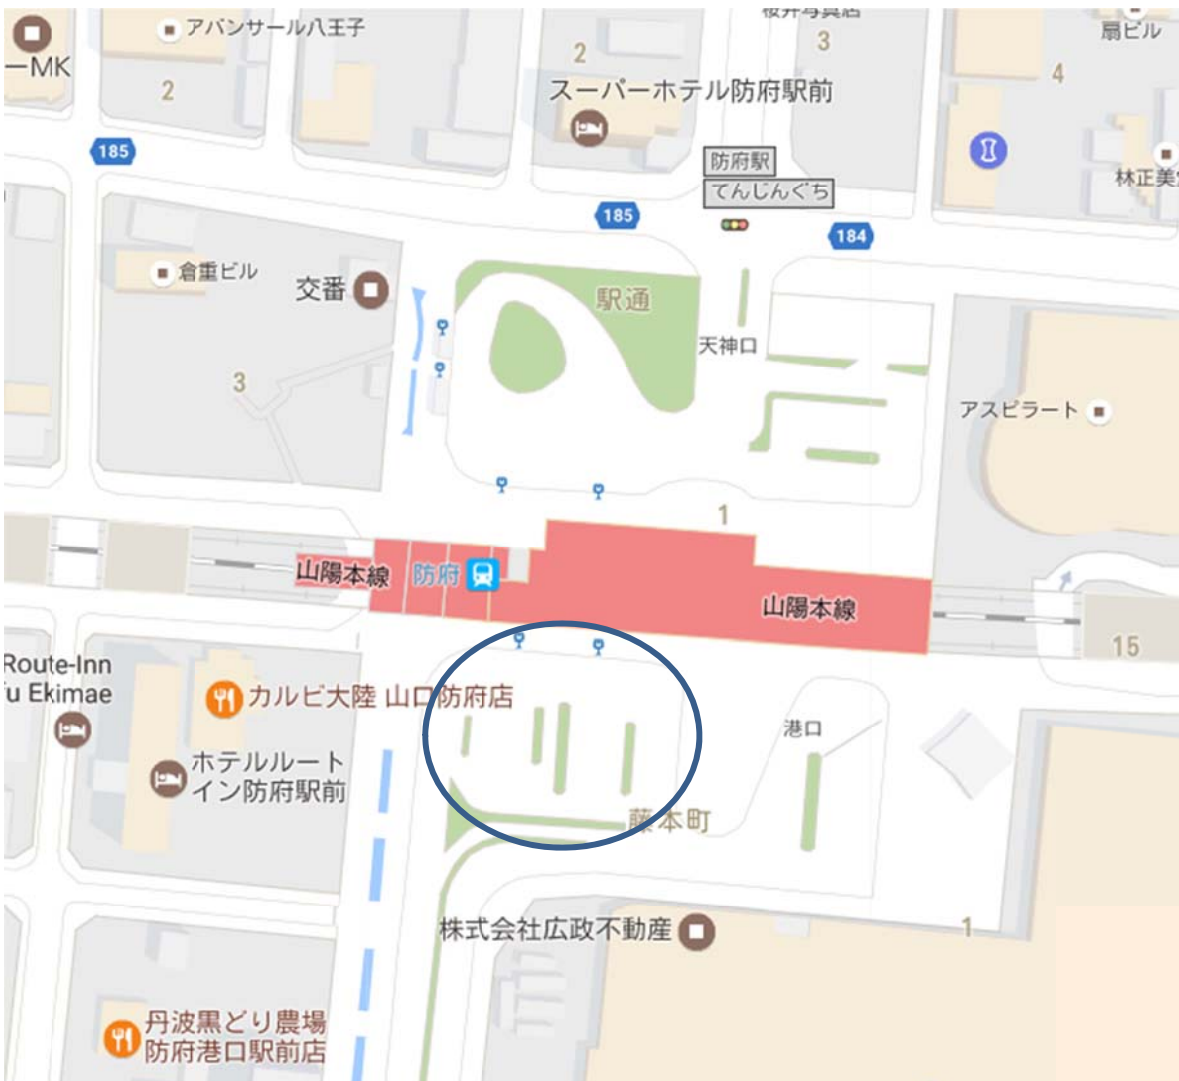 桜井写真店
アバンサール八王子
3
扇ビル
ーMK
2
2
4
スーパーホテル防府駅前
185
防府駅
林正美
てんじんぐち
185
184
倉重ビル
交番
駅通
天神口
3
アスピラート
1
山陽本線
防府
山陽本線
15
Route-Inn
u Ekimae
カルビ大陸 山口防府店
港口
ホテルルート
イン防府駅前
藤本町
株式会社広政不動産
1
丹波黒どり農場
防府港口駅前店